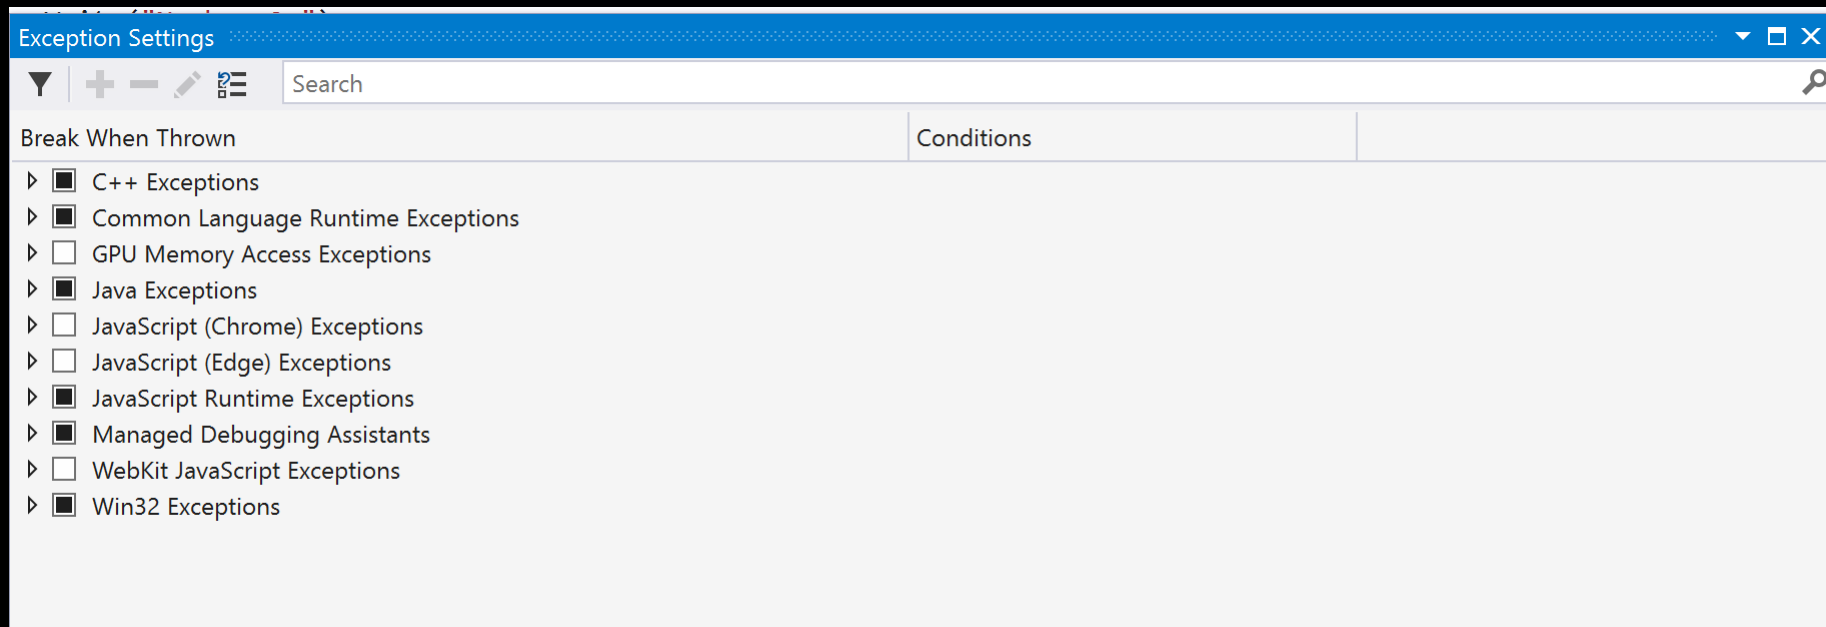 Exception Settings
Search
Break When Thrown
Conditions
C++ Exceptions
Common Language Runtime Exceptions
GPU Memory Access Exceptions
Java Exceptions
JavaScript (Chrome) Exceptions
JavaScript (Edge) Exceptions
JavaScript Runtime Exceptions
Managed Debugging Assistants
WebKit JavaScript Exceptions
Win32 Exceptions